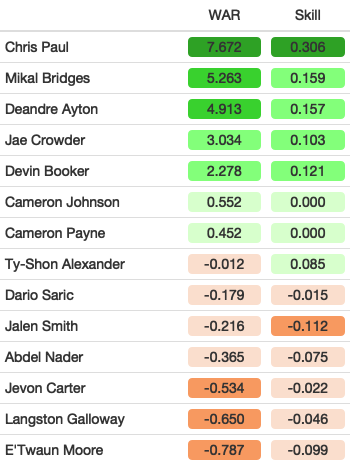 WAR Skill
Chris Paul 7.672 0.306
Mikal Bridges 5.263 0.159
Deandre Ayton 4.913 0.157
Jae Crowder 3.034 0.103
Devin Booker 2.278 0.121
Cameron Johnson 0.552 0.000
Cameron Payne 0.452 0.000
Ty-Shon Alexander -0.012 0.085
Dario Saric -0.179 -0.015
Jalen Smith -0.216 -0.112
Abdel Nader -0.365 -0.075
Jevon Carter -0.534 -0.022
Langston Galloway -0.650 -0.046
E'Twaun Moore -0.787 -0.099